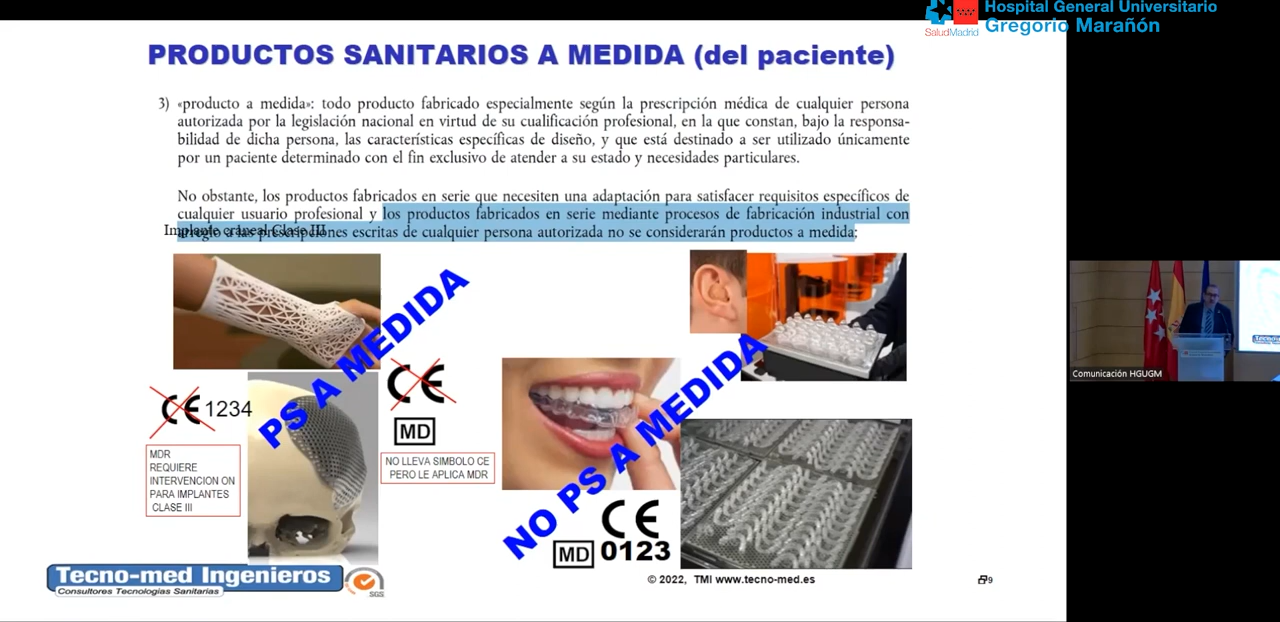 Hospital General Universitario
Gregorio Marañón
SaludMadrid
PRODUCTOS SANITARIOS A MEDIDA (del paciente)
3) «producto a medida»: todo producto fabricado especialmente según la prescripción médica de cualquier persona
autorizada por la legislación nacional en virtud de su cualificación profesional, en la que constan, bajo la responsa-
bilidad de dicha persona, las características específicas de diseño, y que está destinado a ser utilizado únicamente
por un paciente determinado con el fin exclusivo de atender a su estado y necesidades particulares.
No obstante, los productos fabricados en serie que necesiten una adaptación para satisfacer requisitos específicos de
cualquier usuario profesional y los productos fabricados en serie mediante procesos de fabricación industrial con
arreglo a las prescripciones escritas de cualquier persona autorizada no se considerarán productos a medida;
Implante craneal Clase III
PS A MEDIDA
CE 1234
MDR
REQUIERE
INTERVENCION ON
PARA IMPLANTES
CLASE III
CE
MD
NO LLEVA SIMBOLO CE
PERO LE APLICA MDR
NO PS A MEDIDA
CE
MD 0123
Tecno-med Ingenieros
Consultores Tecnologías Sanitarias
SGS
© 2022, TMI www.tecno-med.es
9
Tecno-med
Comunicación HGUGM